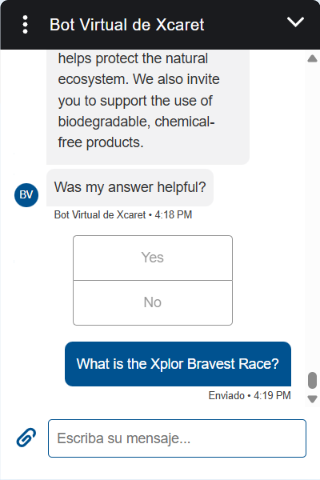 Bot Virtual de Xcaret
helps protect the natural
ecosystem. We also invite
you to support the use of
biodegradable, chemical-
free products.
BV
Was my answer helpful?
Bot Virtual de Xcaret • 4:18 PM
Yes
No
What is the Xplor Bravest Race?
Enviado • 4:19 PM
Escriba su mensaje...